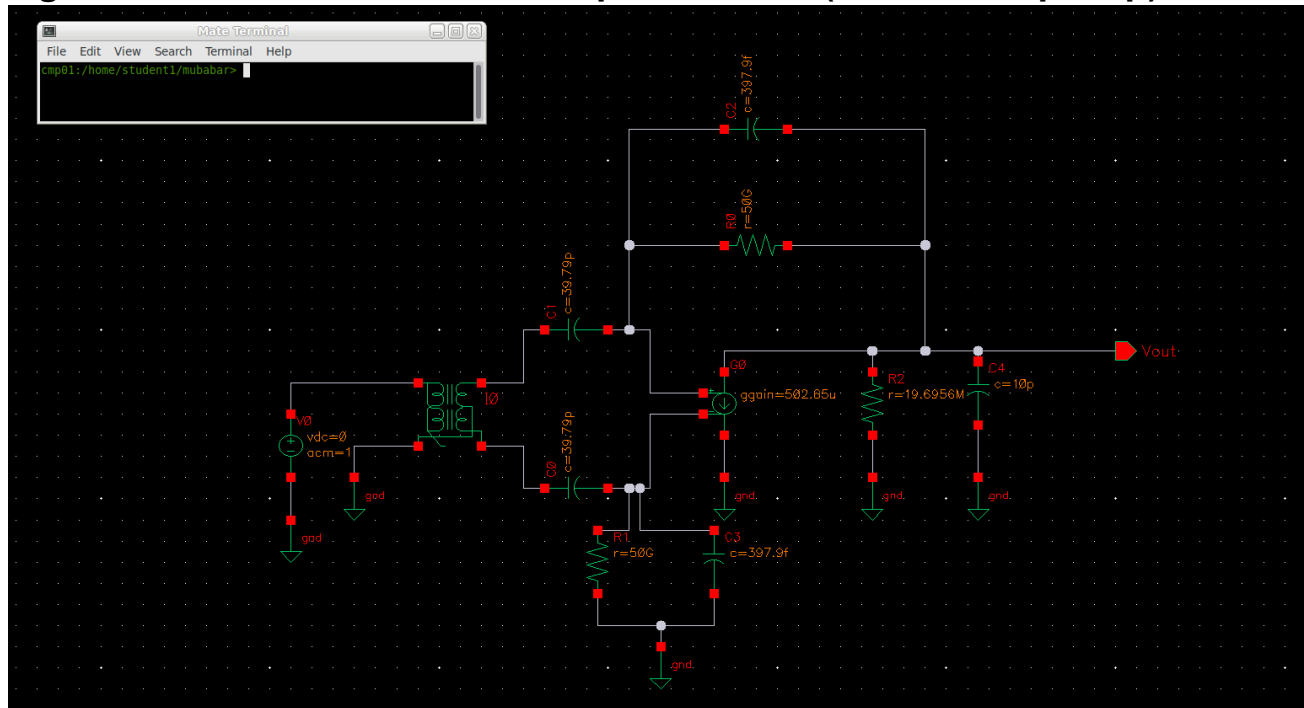 Mate Terminal
File Edit View Search Terminal Help
cmp01:/home/student1/mubabar>
C2
c=397.9f
R0
r=50G
C1
c=39.79p
V0
vdc=0
acm=1
gnd
gnd
I0
C0
c=39.79p
G0
ggain=502.65u
gnd
R2
r=19.6956M
gnd
C4
c=10p
gnd
Vout
R1
r=50G
C3
c=397.9f
gnd